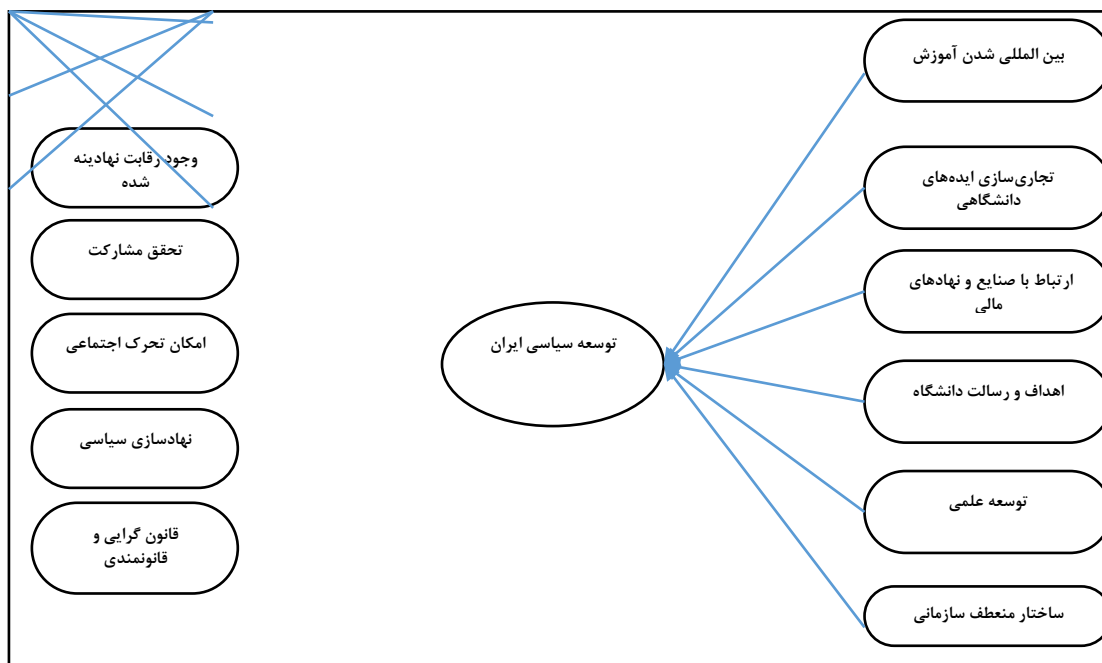 بین المللی شدن آموزش
تجاری‌سازی ایده‌های
دانشگاهی
ارتباط با صنایع و نهادهای
مالی
اهداف و رسالت دانشگاه
توسعه علمی
ساختار منعطف سازمانی
توسعه سیاسی ایران
وجود رقابت نهادینه
شده
تحقق مشارکت
امکان تحرک اجتماعی
نهادسازی سیاسی
قانون گرایی و
قانونمندی